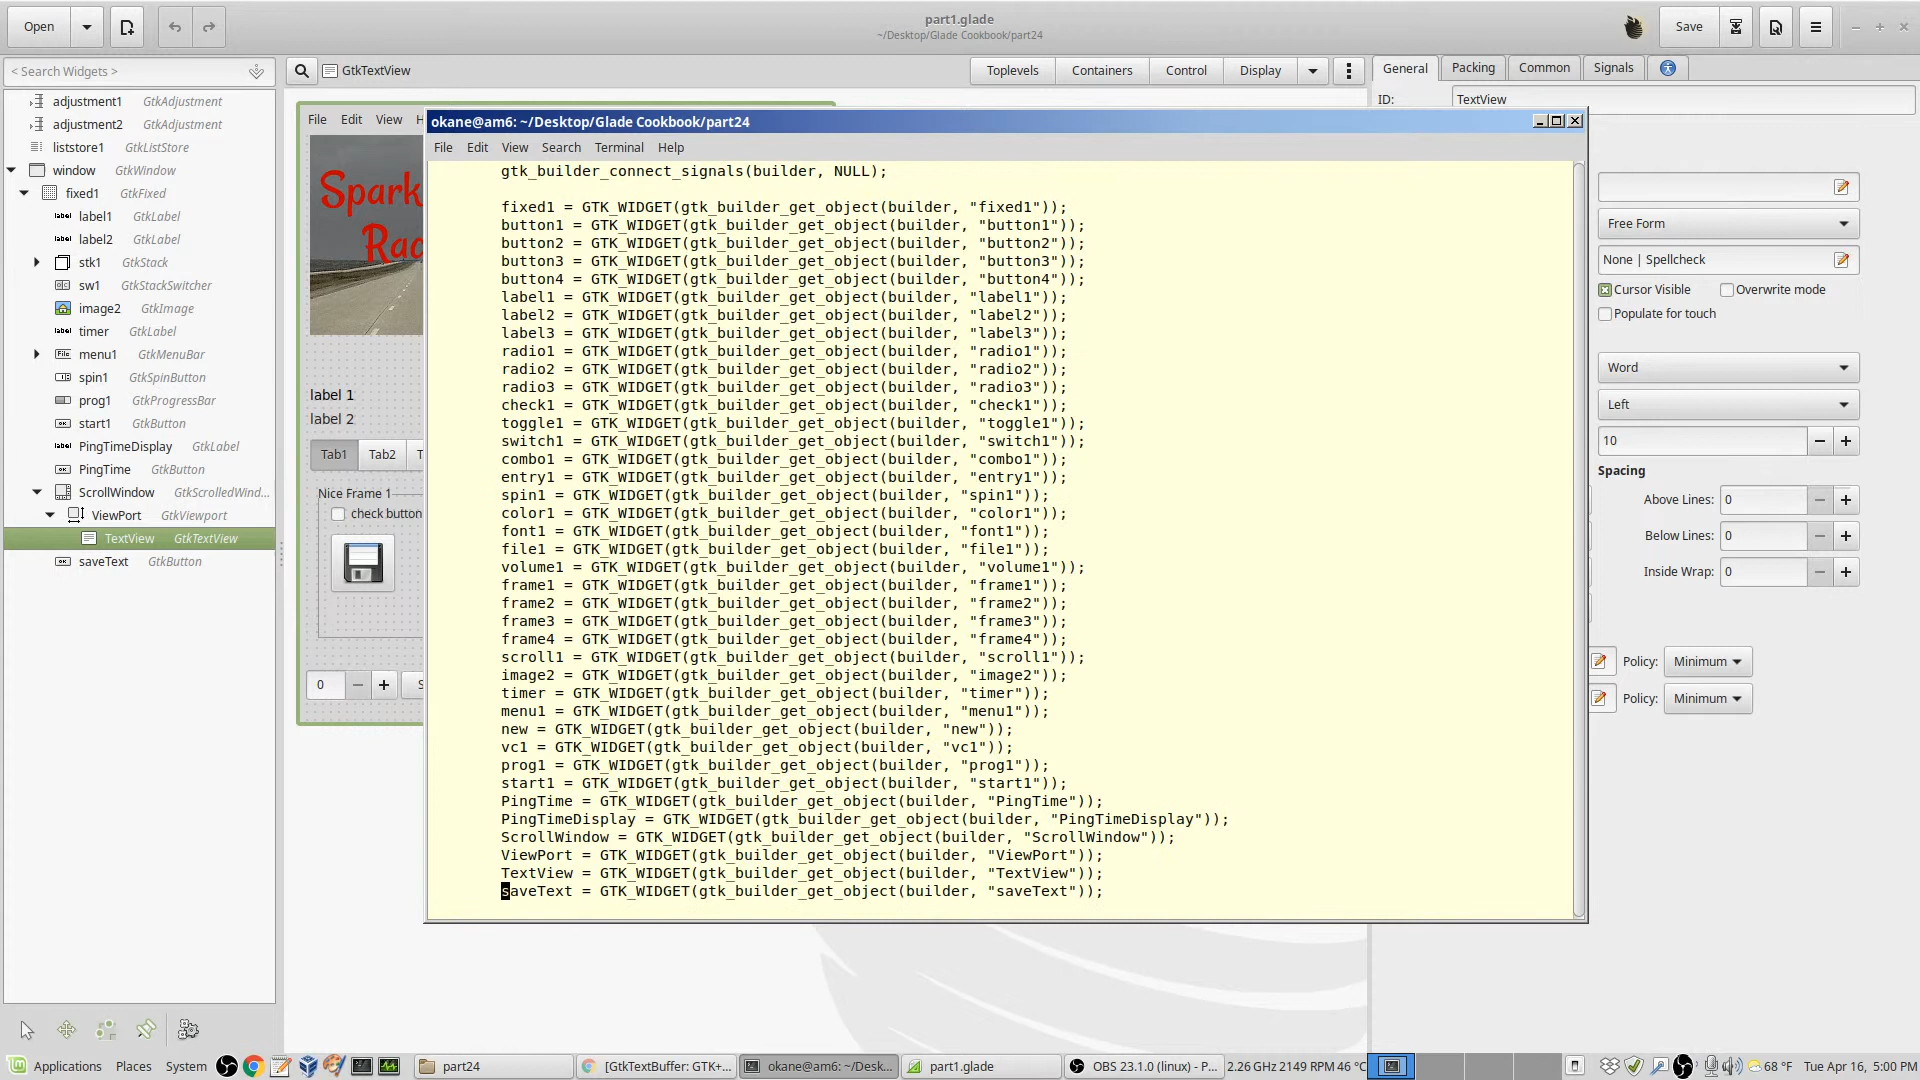 Open
part1.glade
~/Desktop/Glade Cookbook/part24
Save
< Search Widgets >
GtkTextView
Toplevels
Containers
Control
Display
General
Packing
Common
Signals
ID:
TextView
adjustment1 GtkAdjustment
adjustment2 GtkAdjustment
liststore1 GtkListStore
window GtkWindow
fixed1 GtkFixed
label1 GtkLabel
label2 GtkLabel
stk1 GtkStack
sw1 GtkStackSwitcher
image2 GtkImage
timer GtkLabel
menu1 GtkMenuBar
spin1 GtkSpinButton
prog1 GtkProgressBar
start1 GtkButton
PingTimeDisplay GtkLabel
PingTime GtkButton
ScrollWindow GtkScrolledWind...
ViewPort GtkViewport
TextView GtkTextView
saveText GtkButton
File Edit View H
Spark
Rac
label 1
label 2
Tab1 Tab2 T
Nice Frame 1
check button
0
S
okane@am6: ~/Desktop/Glade Cookbook/part24
File Edit View Search Terminal Help
gtk_builder_connect_signals(builder, NULL);
fixed1 = GTK_WIDGET(gtk_builder_get_object(builder, "fixed1"));
button1 = GTK_WIDGET(gtk_builder_get_object(builder, "button1"));
button2 = GTK_WIDGET(gtk_builder_get_object(builder, "button2"));
button3 = GTK_WIDGET(gtk_builder_get_object(builder, "button3"));
button4 = GTK_WIDGET(gtk_builder_get_object(builder, "button4"));
label1 = GTK_WIDGET(gtk_builder_get_object(builder, "label1"));
label2 = GTK_WIDGET(gtk_builder_get_object(builder, "label2"));
label3 = GTK_WIDGET(gtk_builder_get_object(builder, "label3"));
radio1 = GTK_WIDGET(gtk_builder_get_object(builder, "radio1"));
radio2 = GTK_WIDGET(gtk_builder_get_object(builder, "radio2"));
radio3 = GTK_WIDGET(gtk_builder_get_object(builder, "radio3"));
check1 = GTK_WIDGET(gtk_builder_get_object(builder, "check1"));
toggle1 = GTK_WIDGET(gtk_builder_get_object(builder, "toggle1"));
switch1 = GTK_WIDGET(gtk_builder_get_object(builder, "switch1"));
combo1 = GTK_WIDGET(gtk_builder_get_object(builder, "combo1"));
entry1 = GTK_WIDGET(gtk_builder_get_object(builder, "entry1"));
spin1 = GTK_WIDGET(gtk_builder_get_object(builder, "spin1"));
color1 = GTK_WIDGET(gtk_builder_get_object(builder, "color1"));
font1 = GTK_WIDGET(gtk_builder_get_object(builder, "font1"));
file1 = GTK_WIDGET(gtk_builder_get_object(builder, "file1"));
volume1 = GTK_WIDGET(gtk_builder_get_object(builder, "volume1"));
frame1 = GTK_WIDGET(gtk_builder_get_object(builder, "frame1"));
frame2 = GTK_WIDGET(gtk_builder_get_object(builder, "frame2"));
frame3 = GTK_WIDGET(gtk_builder_get_object(builder, "frame3"));
frame4 = GTK_WIDGET(gtk_builder_get_object(builder, "frame4"));
scroll1 = GTK_WIDGET(gtk_builder_get_object(builder, "scroll1"));
image2 = GTK_WIDGET(gtk_builder_get_object(builder, "image2"));
timer = GTK_WIDGET(gtk_builder_get_object(builder, "timer"));
menu1 = GTK_WIDGET(gtk_builder_get_object(builder, "menu1"));
new = GTK_WIDGET(gtk_builder_get_object(builder, "new"));
vc1 = GTK_WIDGET(gtk_builder_get_object(builder, "vc1"));
prog1 = GTK_WIDGET(gtk_builder_get_object(builder, "prog1"));
start1 = GTK_WIDGET(gtk_builder_get_object(builder, "start1"));
PingTime = GTK_WIDGET(gtk_builder_get_object(builder, "PingTime"));
PingTimeDisplay = GTK_WIDGET(gtk_builder_get_object(builder, "PingTimeDisplay"));
ScrollWindow = GTK_WIDGET(gtk_builder_get_object(builder, "ScrollWindow"));
ViewPort = GTK_WIDGET(gtk_builder_get_object(builder, "ViewPort"));
TextView = GTK_WIDGET(gtk_builder_get_object(builder, "TextView"));
saveText = GTK_WIDGET(gtk_builder_get_object(builder, "saveText"));
Free Form
None | Spellcheck
Cursor Visible
Overwrite mode
Populate for touch
Word
Left
10
Spacing
Above Lines: 0
Below Lines: 0
Inside Wrap: 0
Policy: Minimum
Policy: Minimum
Applications
Places
System
part24
[GtkTextBuffer: GTK+...
okane@am6: ~/Desk...
part1.glade
OBS 23.1.0 (linux) - P...
2.26 GHz 2149 RPM 46 °C
68 °F
Tue Apr 16, 5:00 PM